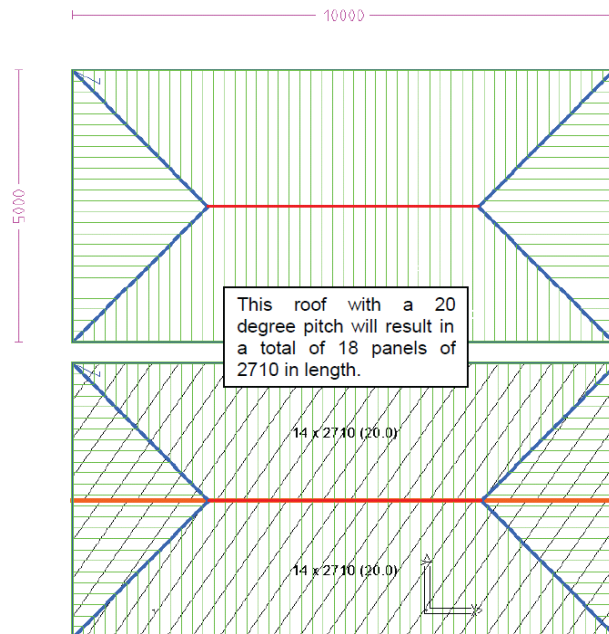 10000
5000
This roof with a 20
degree pitch will result in
a total of 18 panels of
2710 in length.
14 x 2710 (20.0)
14 x 2710 (20.0)